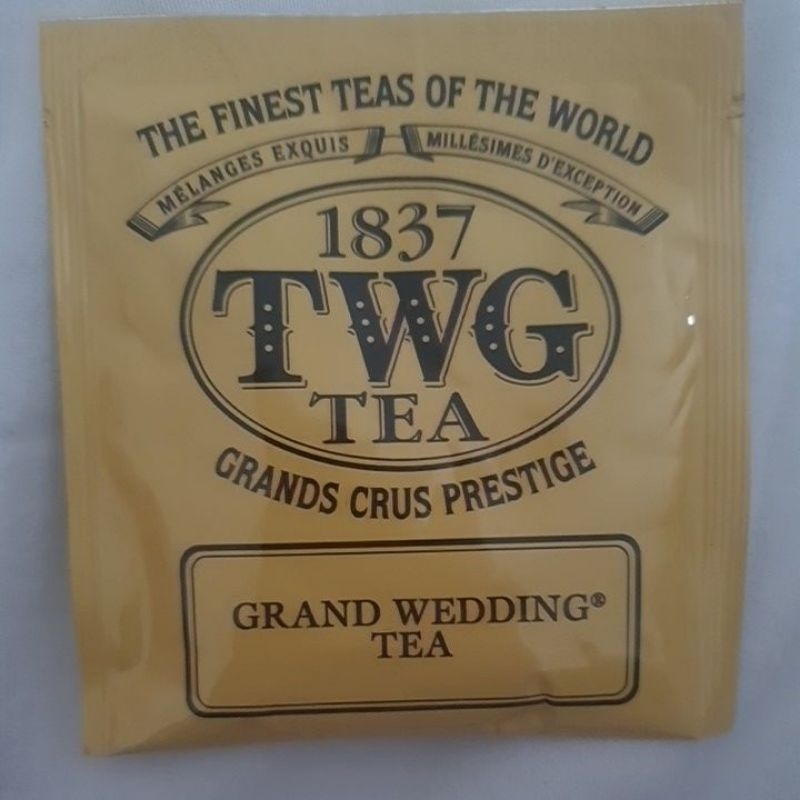 THE FINEST TEAS OF THE WORLD
MÉLANGES EXQUIS MILLÉSIMES D'EXCEPTION
1837
TWG
TEA
GRANDS CRUS PRESTIGE
GRAND WEDDING®
TEA